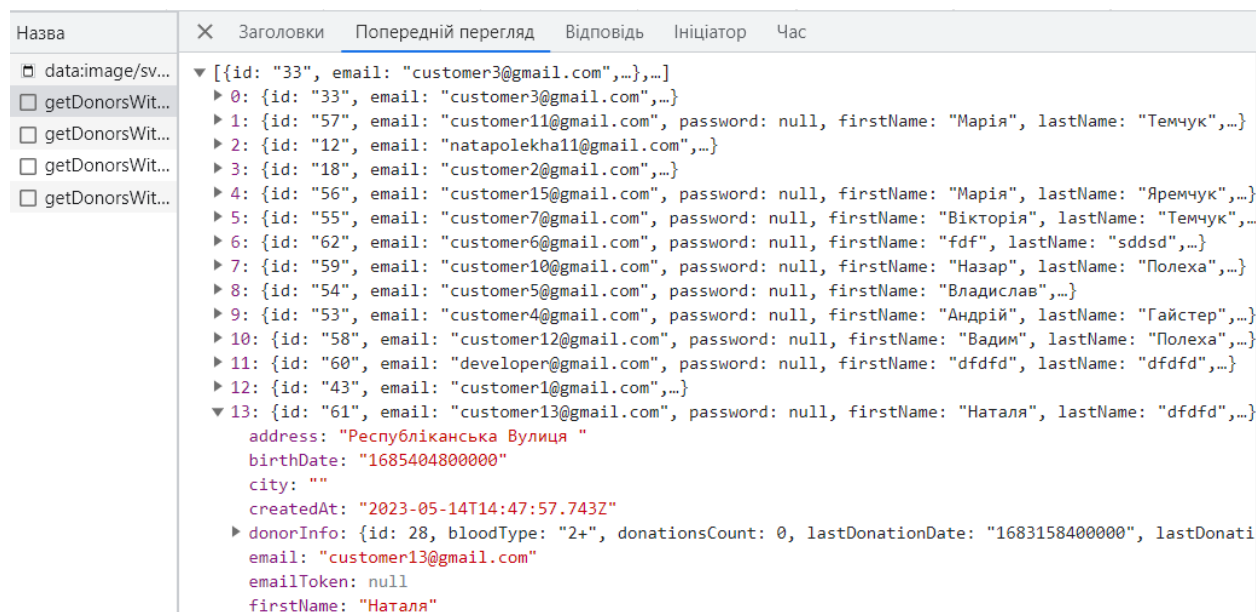 Назва
Заголовки Попередній перегляд Відповідь Ініціатор Час
data:image/sv...
getDonorsWit...
getDonorsWit...
getDonorsWit...
getDonorsWit...
[{id: "33", email: "customer3@gmail.com",…},…]
0: {id: "33", email: "customer3@gmail.com",…}
1: {id: "57", email: "customer11@gmail.com", password: null, firstName: "Марія", lastName: "Темчук",…}
2: {id: "12", email: "natapolekha11@gmail.com",…}
3: {id: "18", email: "customer2@gmail.com",…}
4: {id: "56", email: "customer15@gmail.com", password: null, firstName: "Марія", lastName: "Яремчук",…}
5: {id: "55", email: "customer7@gmail.com", password: null, firstName: "Вікторія", lastName: "Темчук",…
6: {id: "62", email: "customer6@gmail.com", password: null, firstName: "fdf", lastName: "sddsd",…}
7: {id: "59", email: "customer10@gmail.com", password: null, firstName: "Назар", lastName: "Полеха",…}
8: {id: "54", email: "customer5@gmail.com", password: null, firstName: "Владислав",…}
9: {id: "53", email: "customer4@gmail.com", password: null, firstName: "Андрій", lastName: "Гайстер",…}
10: {id: "58", email: "customer12@gmail.com", password: null, firstName: "Вадим", lastName: "Полеха",…}
11: {id: "60", email: "developer@gmail.com", password: null, firstName: "dfdfd", lastName: "dfdfd",…}
12: {id: "43", email: "customer1@gmail.com",…}
13: {id: "61", email: "customer13@gmail.com", password: null, firstName: "Наталя", lastName: "dfdfd",…}
address: "Республіканська Вулиця "
birthDate: "1685404800000"
city: ""
createdAt: "2023-05-14T14:47:57.743Z"
donorInfo: {id: 28, bloodType: "2+", donationsCount: 0, lastDonationDate: "1683158400000", lastDonati
email: "customer13@gmail.com"
emailToken: null
firstName: "Наталя"